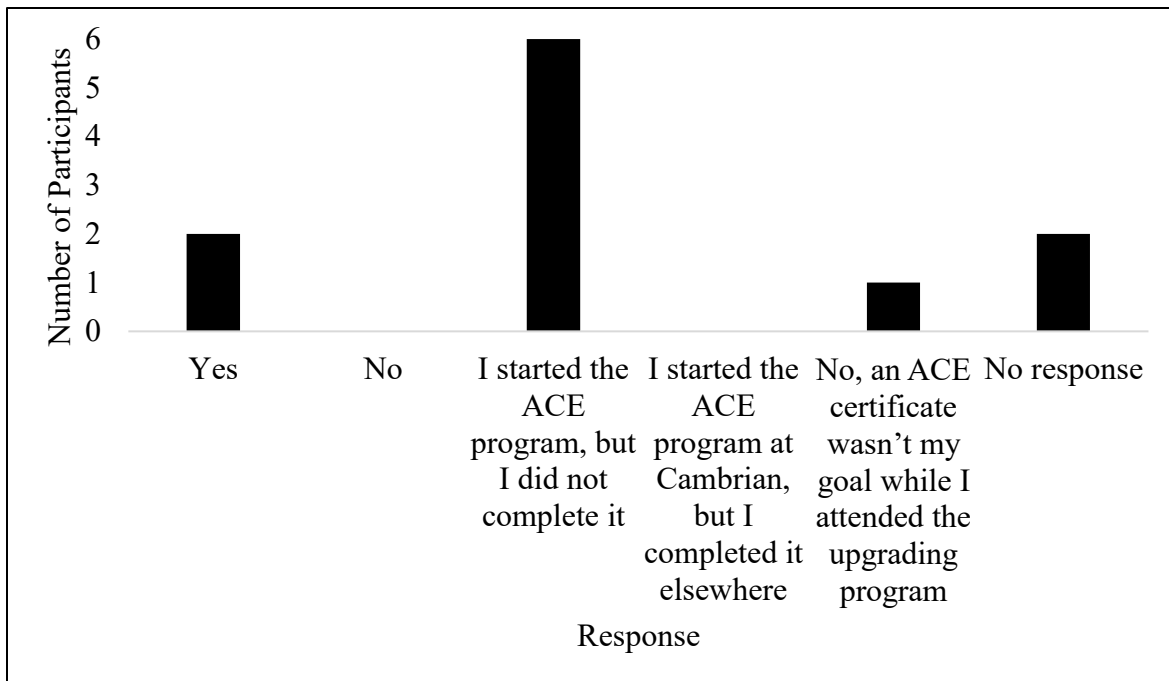 Number of Participants
6
5
4
3
2
1
0
Yes
No
I started the
ACE
program, but
I did not
complete it
I started the
ACE
program at
Cambrian,
but I
completed it
elsewhere
No, an ACE
certificate
wasn’t my
goal while I
attended the
upgrading
program
No response
Response